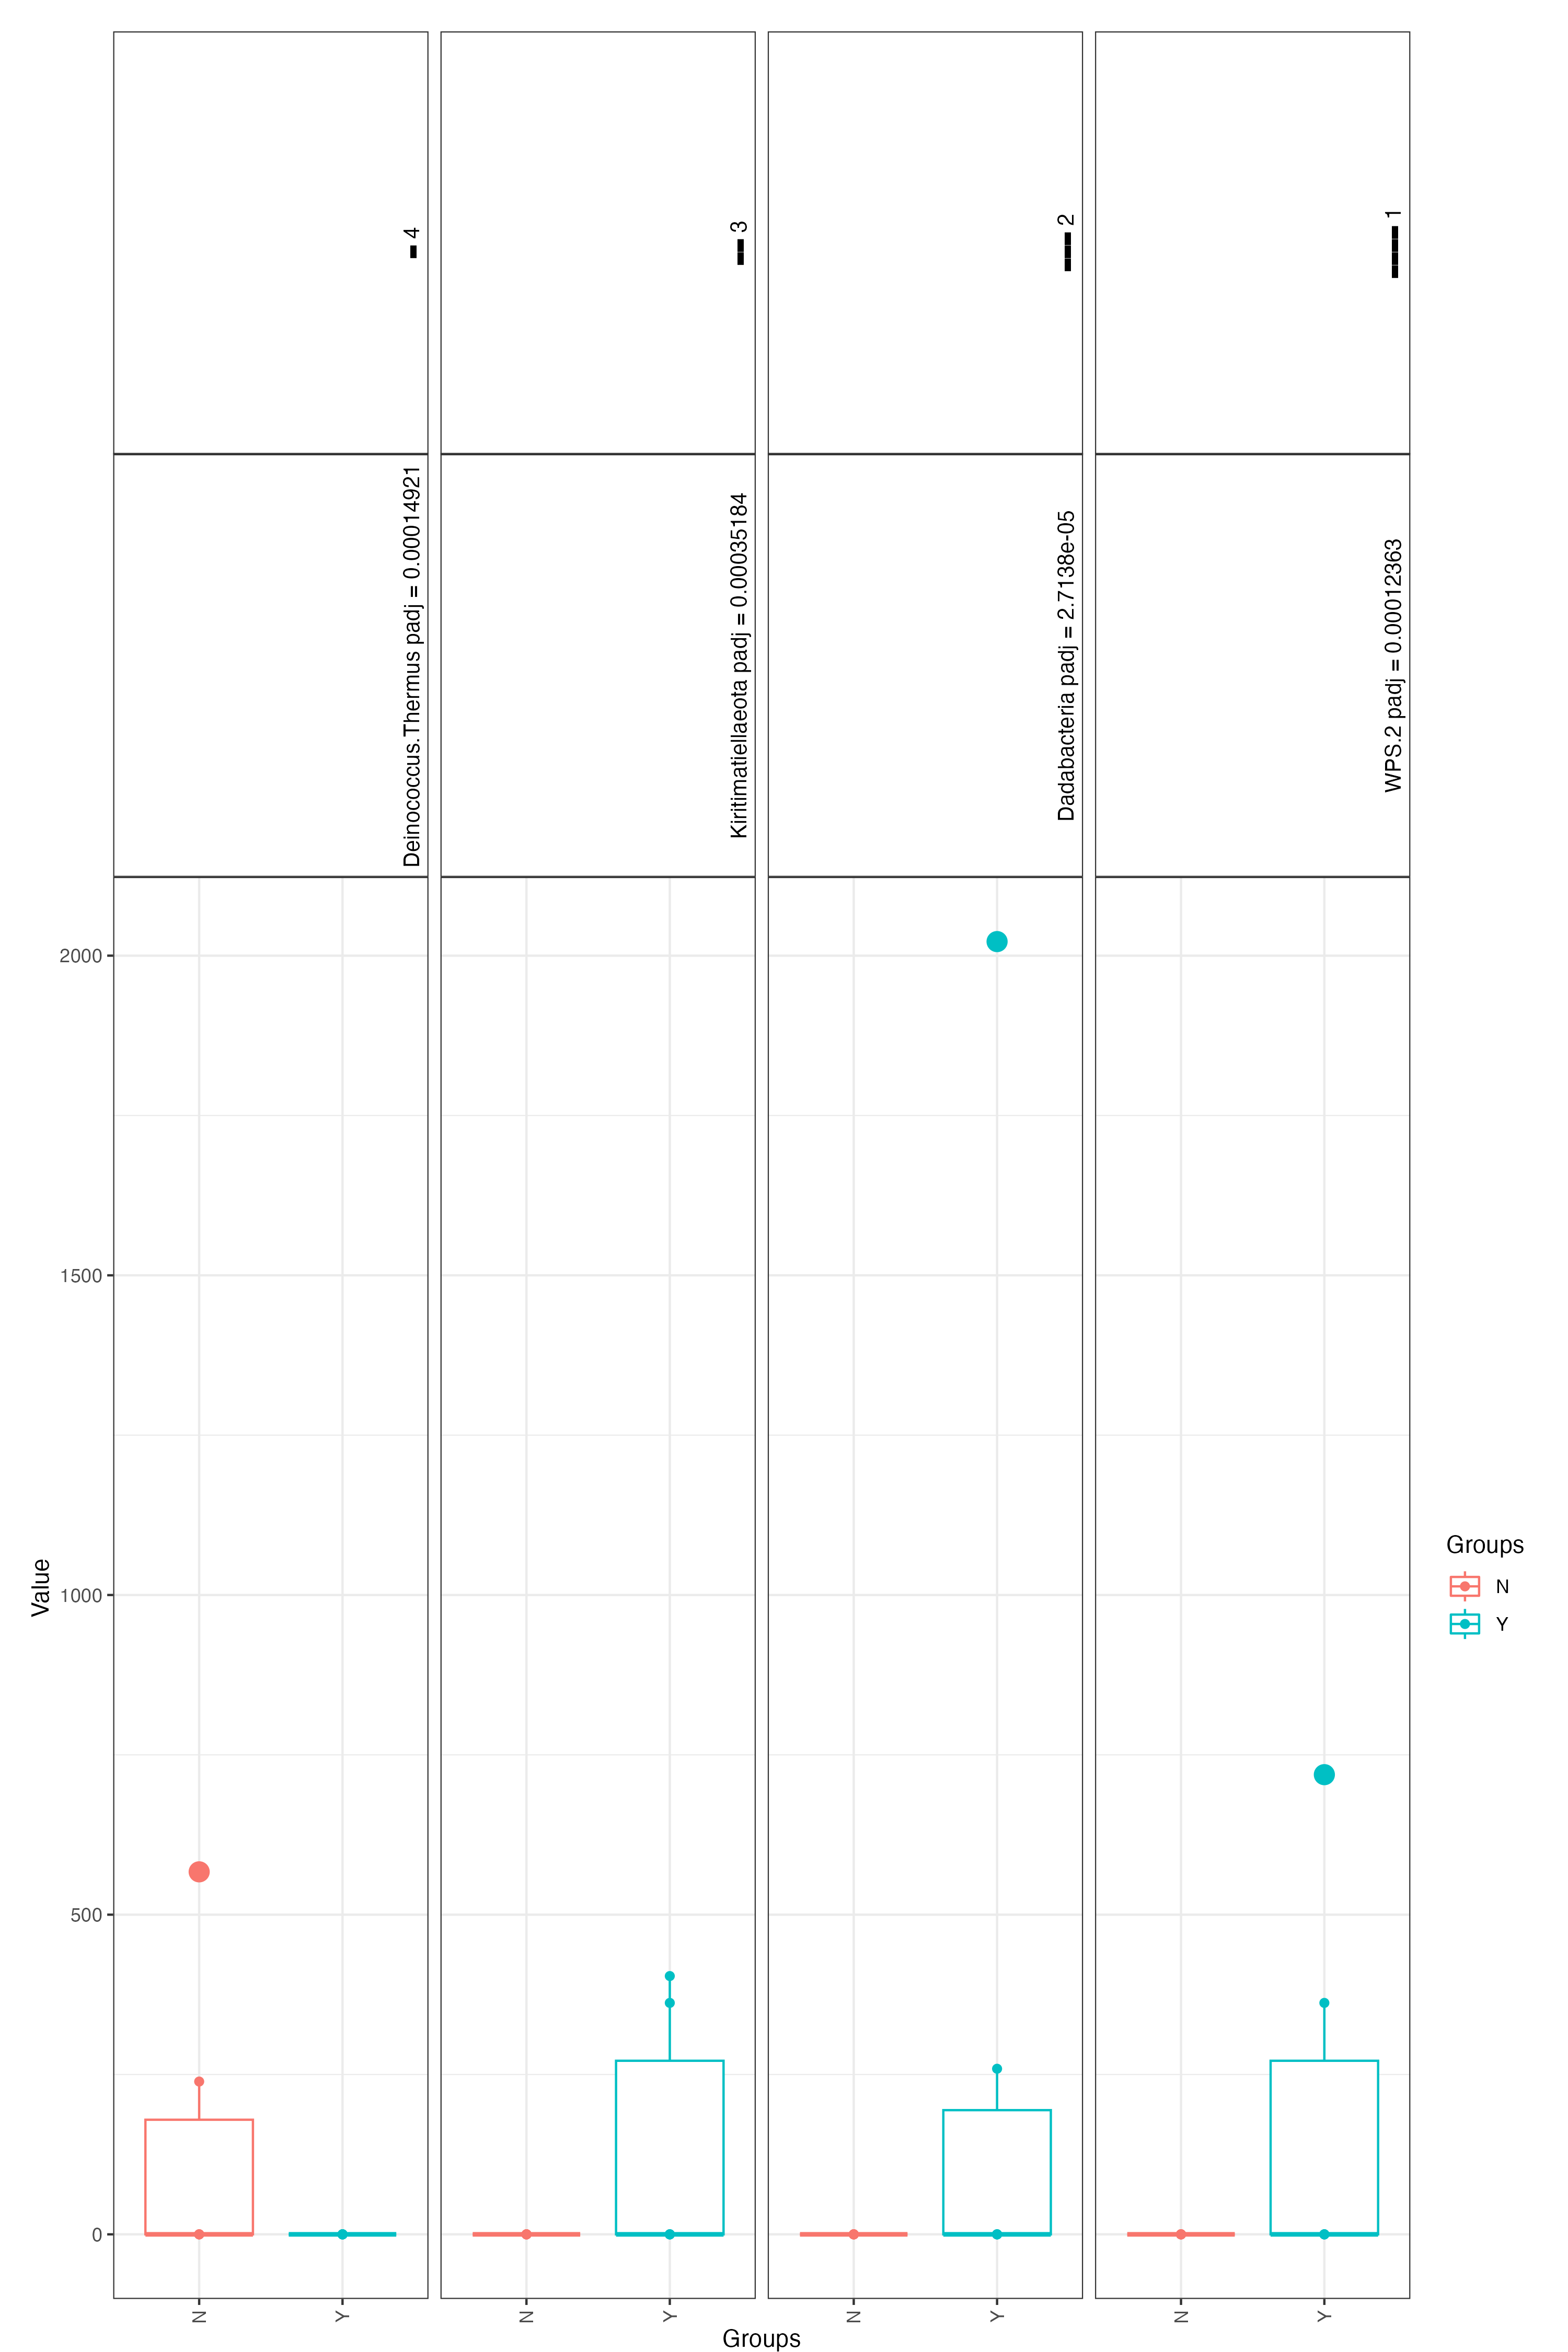 4
3
2
1
Deinococcus.Thermus padj = 0.00014921
Kiritimatiellaeota padj = 0.00035184
Dadabacteria padj = 2.7138e-05
WPS.2 padj = 0.00012363
2000
1500
1000
500
0
Value
N
Y
N
Y
N
Y
N
Y
Groups
Groups
N
Y